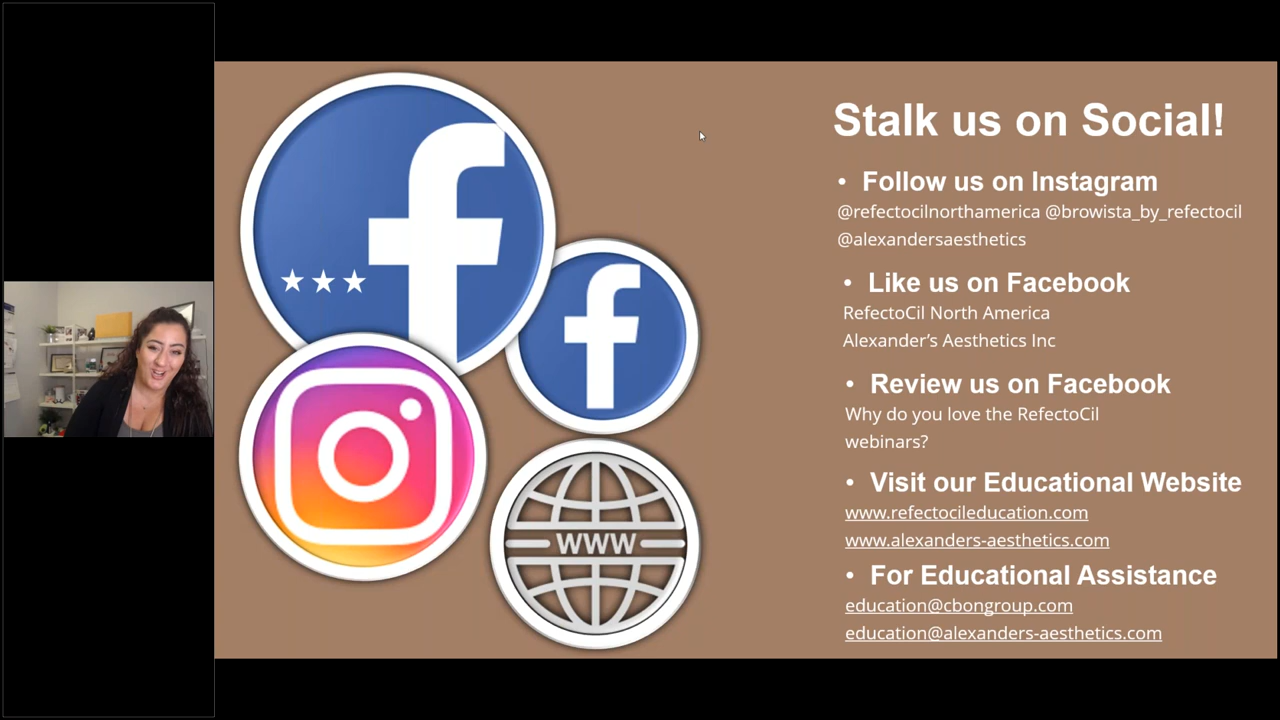 Stalk us on Social!
• Follow us on Instagram
@refectocilnorthamerica @browista_by_refectocil
@alexandersaesthetics
• Like us on Facebook
RefectoCil North America
Alexander’s Aesthetics Inc
• Review us on Facebook
Why do you love the RefectoCil
webinars?
• Visit our Educational Website
www.refectocileducation.com
www.alexanders-aesthetics.com
• For Educational Assistance
education@cbongroup.com
education@alexanders-aesthetics.com
WWW